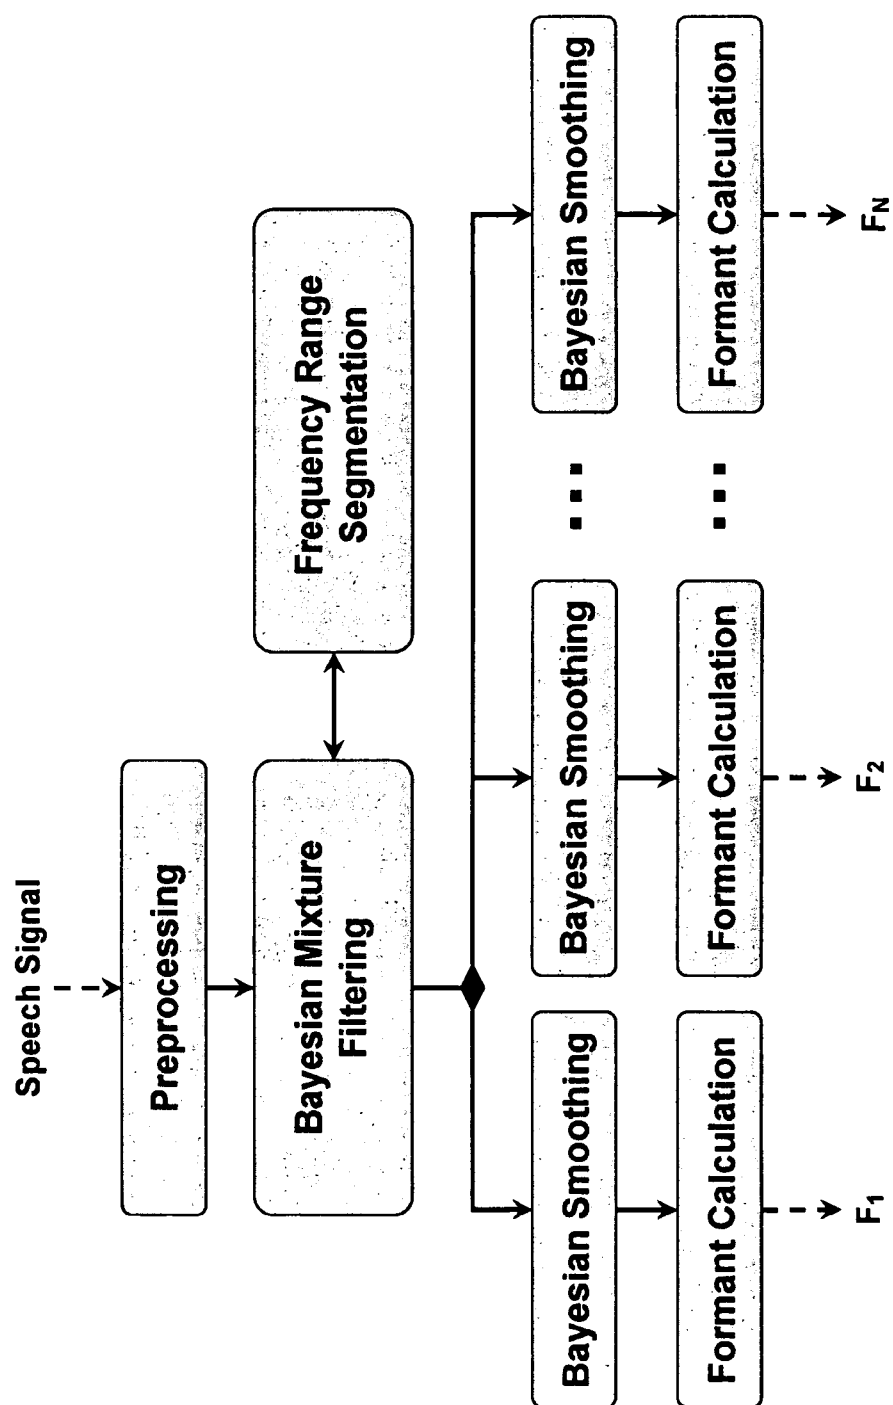 Speech Signal
Preprocessing
Bayesian Mixture
Filtering
Frequency Range
Segmentation
Bayesian Smoothing
Bayesian Smoothing
...
Bayesian Smoothing
Formant Calculation
Formant Calculation
...
Formant Calculation
F1
F2
FN